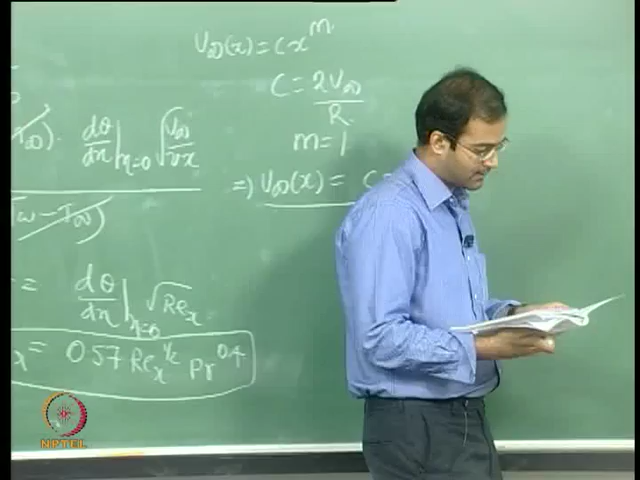 U∞(x) = cx^m
C = 2V∞/R
m = 1
⇒ U∞(x) = C
T∞) dθ/dη|η=0 √(U∞/νx)
(Tw − T∞)
= dθ/dη|η=0 √Rex
x = 0.57 Rex^1/2 Pr^0.4
NPTEL